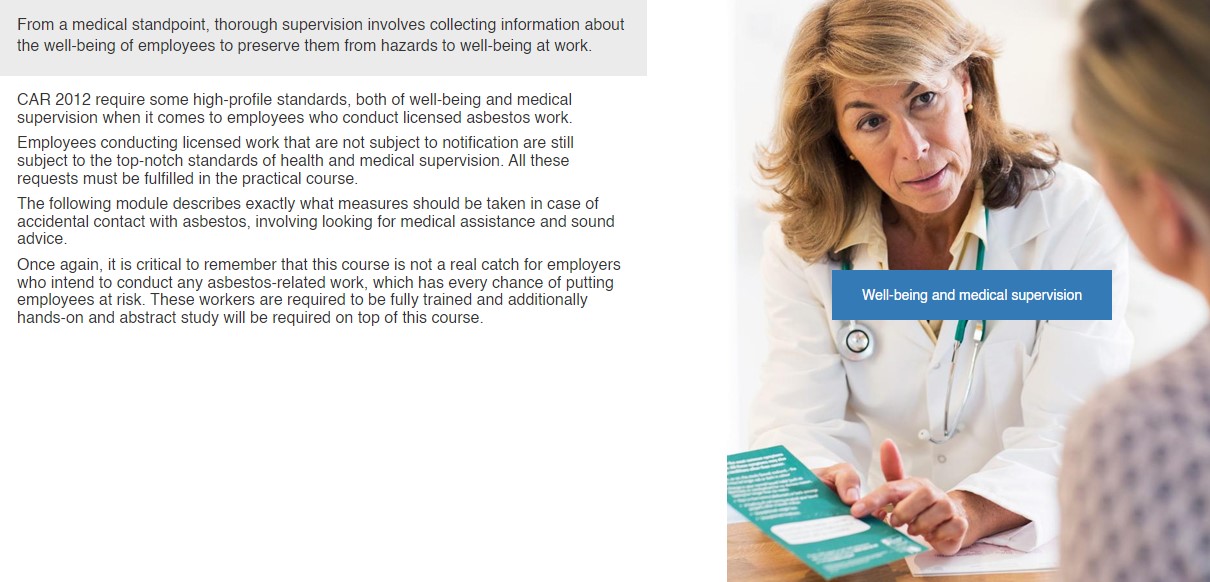 From a medical standpoint, thorough supervision involves collecting information about
the well-being of employees to preserve them from hazards to well-being at work.
CAR 2012 require some high-profile standards, both of well-being and medical
supervision when it comes to employees who conduct licensed asbestos work.
Employees conducting licensed work that are not subject to notification are still
subject to the top-notch standards of health and medical supervision. All these
requests must be fulfilled in the practical course.
The following module describes exactly what measures should be taken in case of
accidental contact with asbestos, involving looking for medical assistance and sound
advice.
Once again, it is critical to remember that this course is not a real catch for employers
who intend to conduct any asbestos-related work, which has every chance of putting
employees at risk. These workers are required to be fully trained and additionally
hands-on and abstract study will be required on top of this course.
Well-being and medical supervision